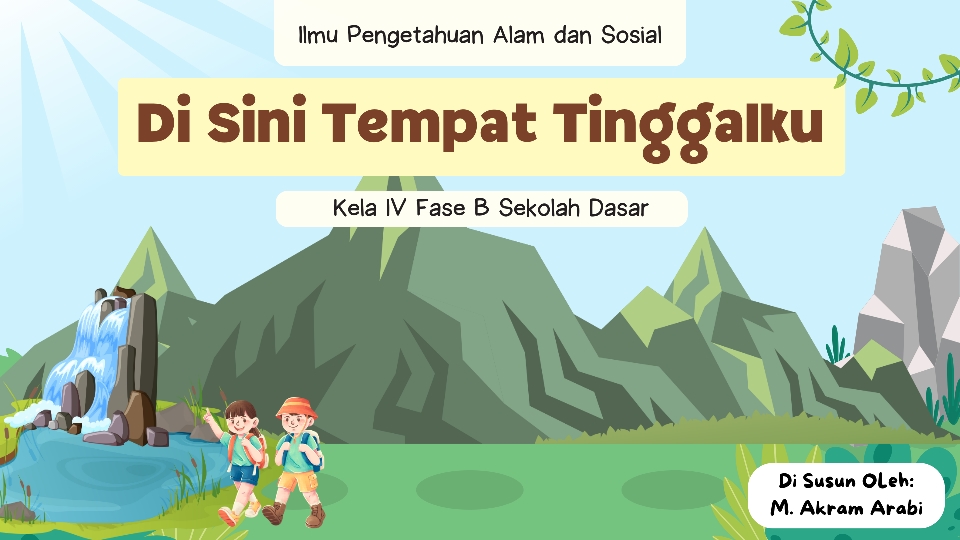 Ilmu Pengetahuan Alam dan Sosial
Di Sini Tempat Tinggalku
Kela IV Fase B Sekolah Dasar
Di Susun OLeh:
M. Akram Arabi